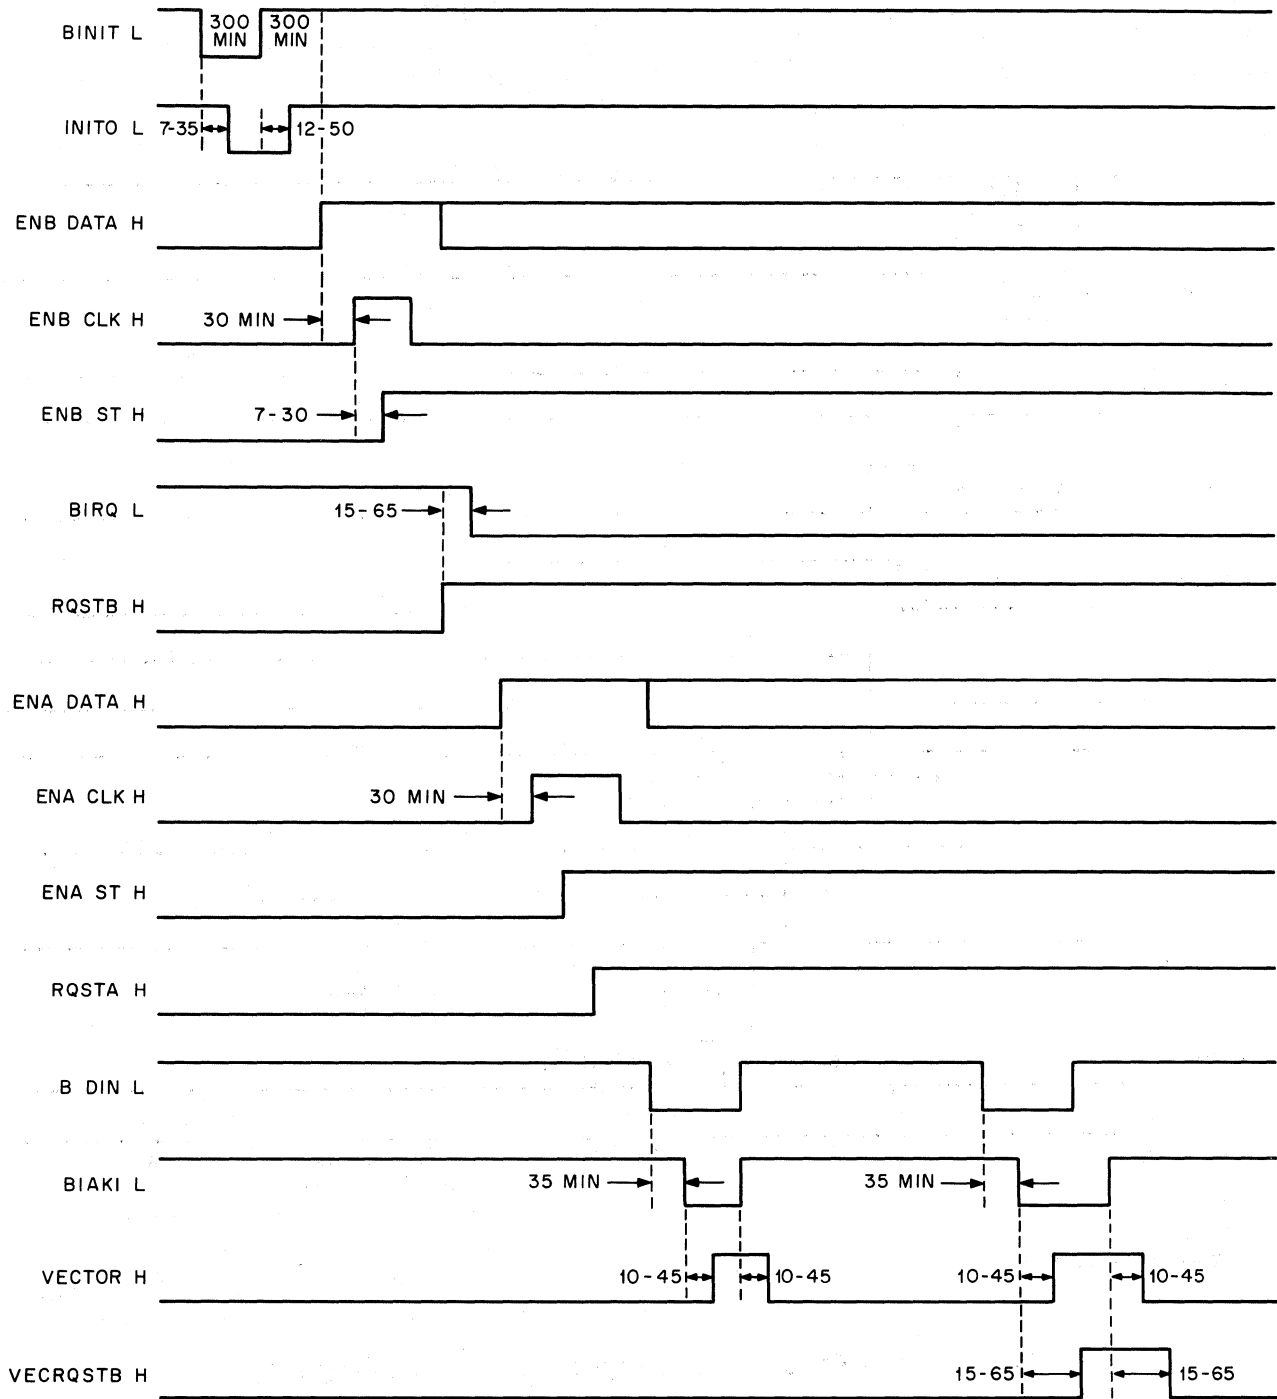 BINIT L
300 MIN
300 MIN
INITO L
7-35
12-50
ENB DATA H
ENB CLK H
30 MIN
ENB ST H
7-30
BIRQ L
15-65
RQSTB H
ENA DATA H
ENA CLK H
30 MIN
ENA ST H
RQSTA H
B DIN L
BIAKI L
35 MIN
35 MIN
VECTOR H
10-45
10-45
10-45
10-45
VECRQSTB H
15-65
15-65